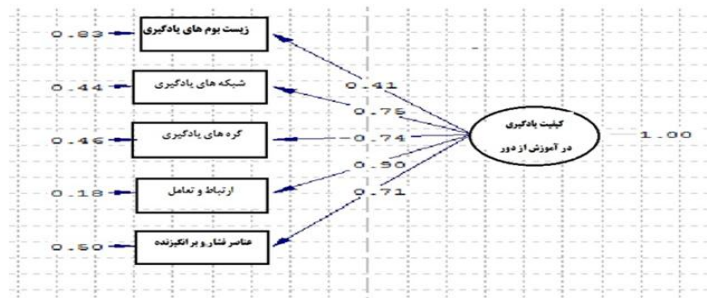 0.83 زیست بوم های یادگیری
0.41
0.44 شبکه های یادگیری
0.75
کیفیت یادگیری
در آموزش از دور
1.00
0.46 گره های یادگیری
0.74
0.90
0.18 ارتباط و تعامل
0.71
0.50 عناصر فشار و برانگیزنده